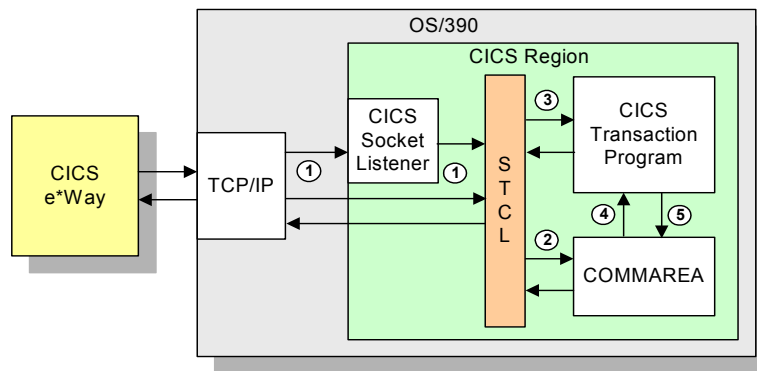 OS/390
CICS Region
CICS
e*Way
TCP/IP
1
CICS
Socket
Listener
1
S
T
C
L
3
CICS
Transaction
Program
2
4
5
COMMAREA